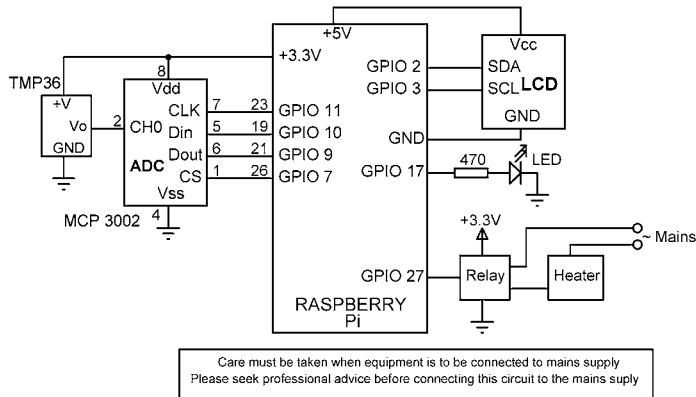 +5V
+3.3V
Vcc
GPIO 2
SDA
LCD
TMP36
8
Vdd
GPIO 3
SCL
+V
CLK
7
23
GPIO 11
GND
Vo
2
CH0
Din
5
19
GPIO 10
GND
GND
ADC
Dout
6
21
GPIO 9
470
LED
CS
1
26
GPIO 7
GPIO 17
Vss
4
MCP 3002
+3.3V
~ Mains
GPIO 27
Relay
Heater
RASPBERRY
Pi
Care must be taken when equipment is to be connected to mains supply
Please seek professional advice before connecting this circuit to the mains suply